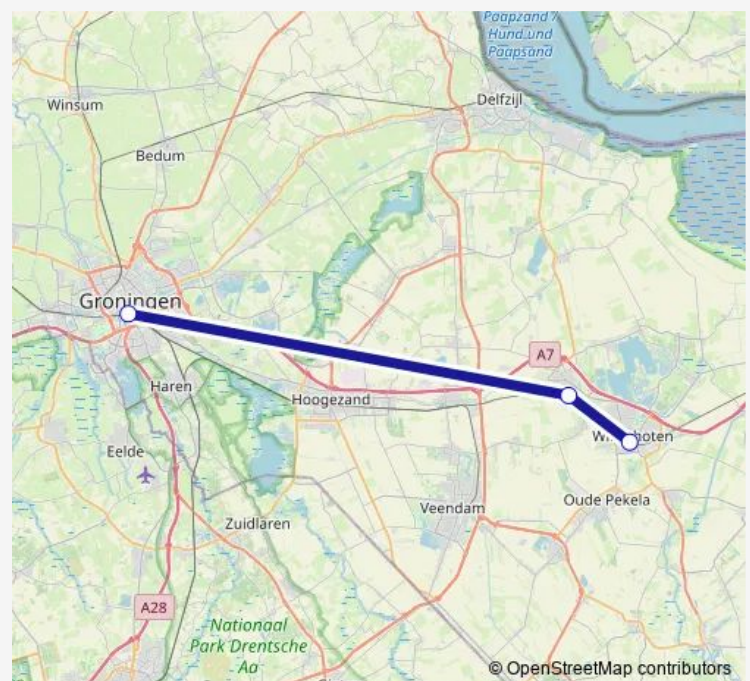 Paapzand /
Hund und
Paapsand
Delfzijl
Winsum
Bedum
Groningen
A7
Haren
Hoogezand
Eelde
Oude Pekela
Veendam
Zuidlaren
A28
Nationaal
Park Drentsche
Aa
© OpenStreetMap contributors